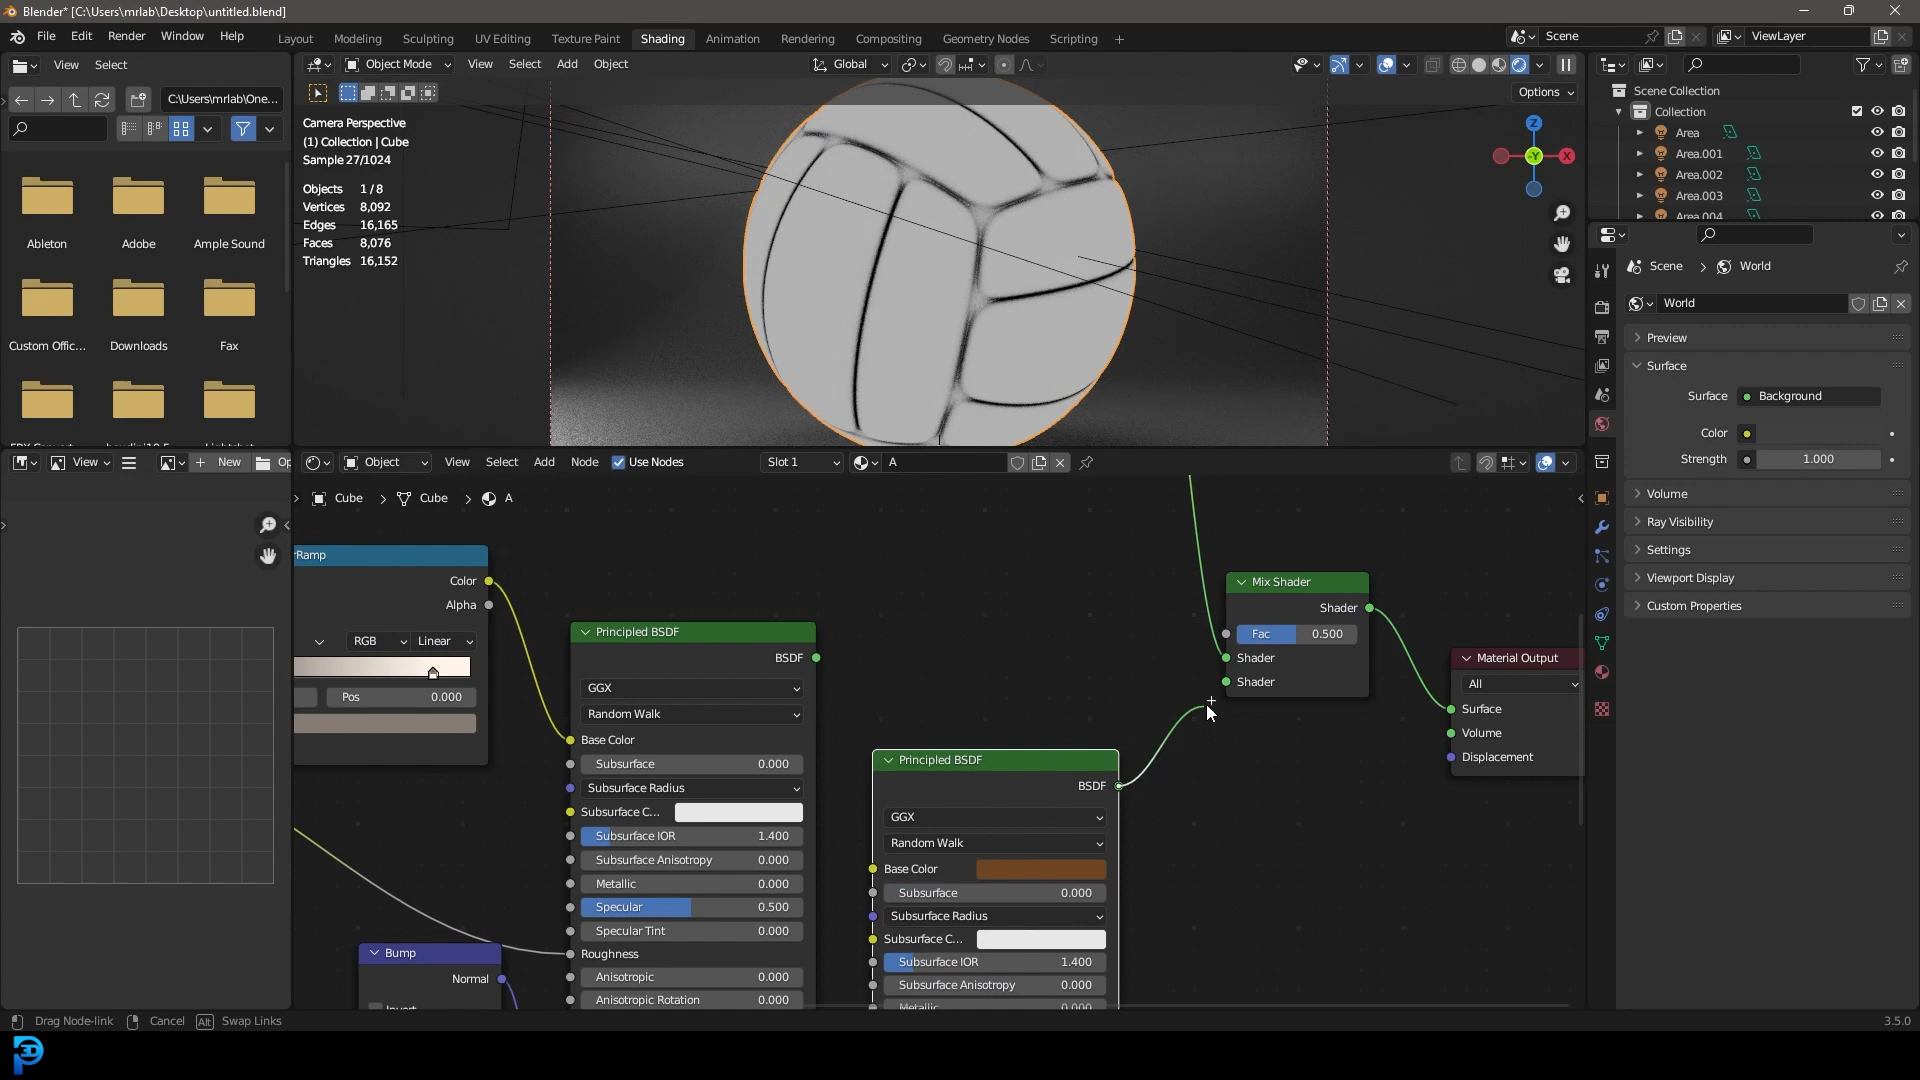 Blender* [C:\Users\mrlab\Desktop\untitled.blend]
File Edit Render Window Help Layout Modeling Sculpting UV Editing Texture Paint Shading Animation Rendering Compositing Geometry Nodes Scripting + Scene ViewLayer
View Select
Object Mode View Select Add Object Global
C:\Users\mrlab\One...
Options
Ableton Adobe Ample Sound
Custom Offic... Downloads Fax
Camera Perspective
(1) Collection | Cube
Sample 27/1024
Objects 1 / 8
Vertices 8,092
Edges 16,165
Faces 8,076
Triangles 16,152
Z
-Y X
Scene Collection
Collection
Area
Area.001
Area.002
Area.003
Area.004
Scene > World
World
Preview
Surface
Surface Background
Color
Strength 1.000
Volume
Ray Visibility
Settings
Viewport Display
Custom Properties
View + New Op
Object View Select Add Node Use Nodes Slot 1 A
Cube > Cube > A
Ramp
Color
Alpha
RGB Linear
Pos 0.000
Bump
Normal
Principled BSDF
BSDF
GGX
Random Walk
Base Color
Subsurface 0.000
Subsurface Radius
Subsurface C...
Subsurface IOR 1.400
Subsurface Anisotropy 0.000
Metallic 0.000
Specular 0.500
Specular Tint 0.000
Roughness
Anisotropic 0.000
Anisotropic Rotation 0.000
Principled BSDF
BSDF
GGX
Random Walk
Base Color
Subsurface 0.000
Subsurface Radius
Subsurface C...
Subsurface IOR 1.400
Subsurface Anisotropy 0.000
Metallic 0.000
Mix Shader
Shader
Fac 0.500
Shader
Shader
Material Output
All
Surface
Volume
Displacement
Drag Node-link Cancel Alt Swap Links 3.5.0